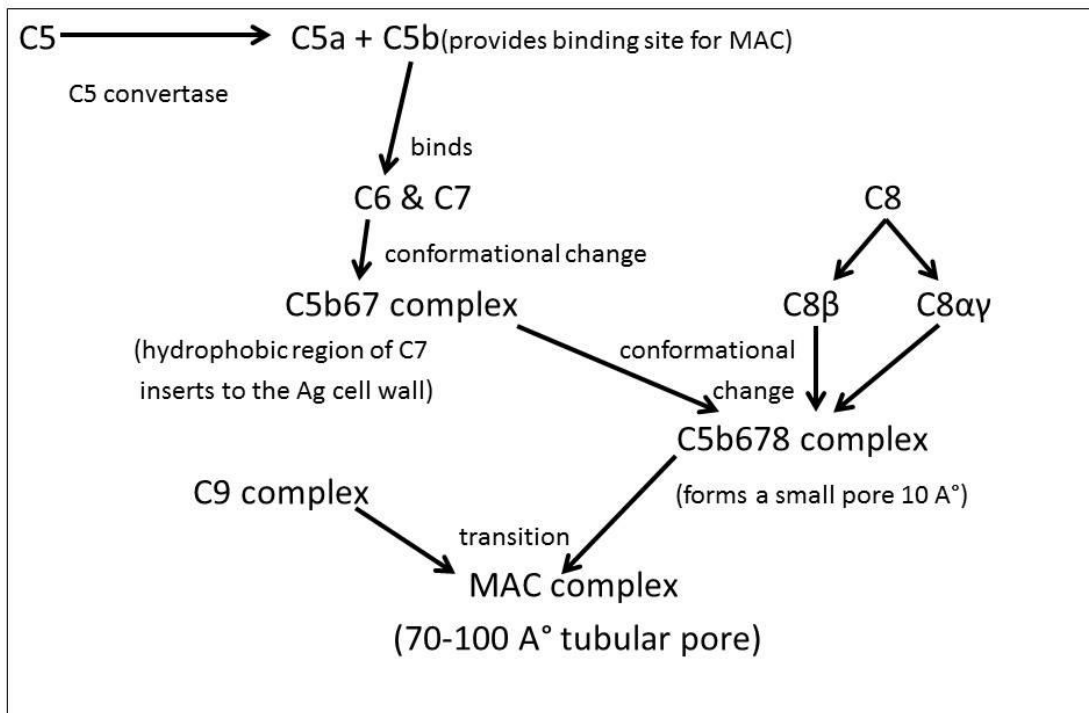 C5 C5a + C5b(provides binding site for MAC)
C5 convertase
binds
C6 & C7 C8
conformational change
C5b67 complex C8β C8αγ
(hydrophobic region of C7
inserts to the Ag cell wall)
conformational
change
C5b678 complex
(forms a small pore 10 A°)
C9 complex
transition
MAC complex
(70-100 A° tubular pore)